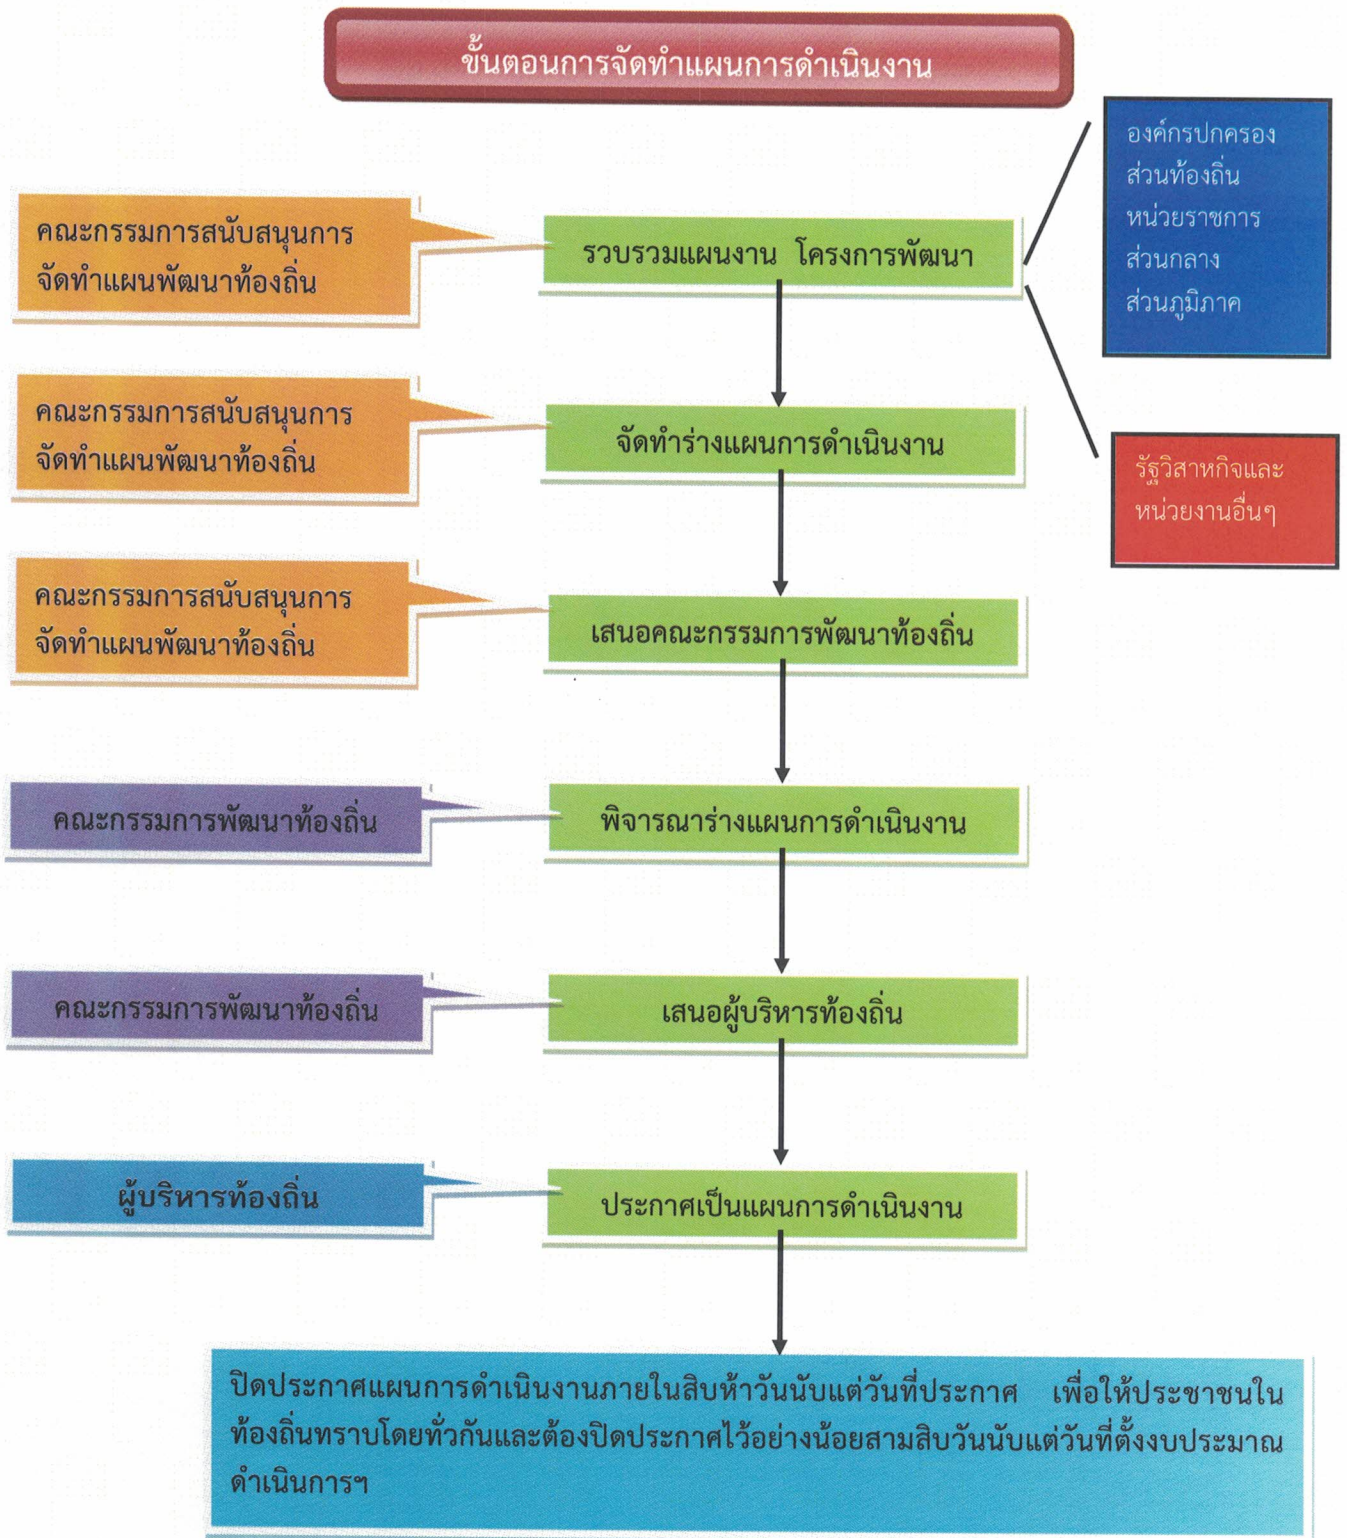 ขั้นตอนการจัดทำแผนการดำเนินงาน
องค์กรปกครอง
ส่วนท้องถิ่น
หน่วยราชการ
ส่วนกลาง
ส่วนภูมิภาค
คณะกรรมการสนับสนุนการ
จัดทำแผนพัฒนาท้องถิ่น
รวบรวมแผนงาน โครงการพัฒนา
คณะกรรมการสนับสนุนการ
จัดทำแผนพัฒนาท้องถิ่น
จัดทำร่างแผนการดำเนินงาน
รัฐวิสาหกิจและ
หน่วยงานอื่นๆ
คณะกรรมการสนับสนุนการ
จัดทำแผนพัฒนาท้องถิ่น
เสนอคณะกรรมการพัฒนาท้องถิ่น
คณะกรรมการพัฒนาท้องถิ่น
พิจารณาร่างแผนการดำเนินงาน
คณะกรรมการพัฒนาท้องถิ่น
เสนอผู้บริหารท้องถิ่น
ผู้บริหารท้องถิ่น
ประกาศเป็นแผนการดำเนินงาน
ปิดประกาศแผนการดำเนินงานภายในสิบห้าวันนับแต่วันที่ประกาศ เพื่อให้ประชาชนใน
ท้องถิ่นทราบโดยทั่วกันและต้องปิดประกาศไว้อย่างน้อยสามสิบวันนับแต่วันที่ตั้งงบประมาณ
ดำเนินการฯ